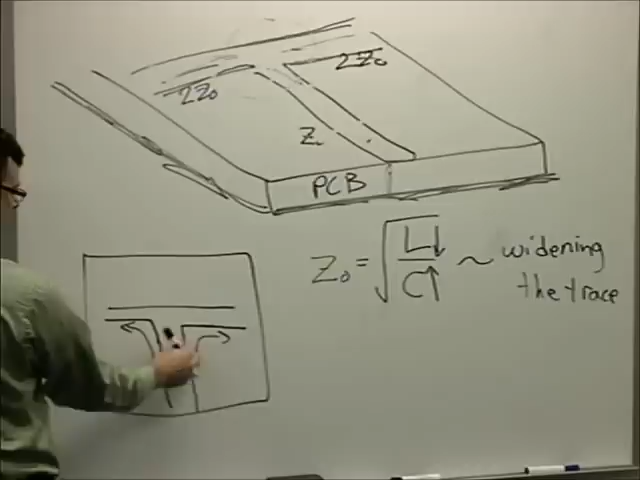 2Z₀
2Z₀
Z₀
PCB
Z₀ = √(L↓/C↑) ~ widening
the trace